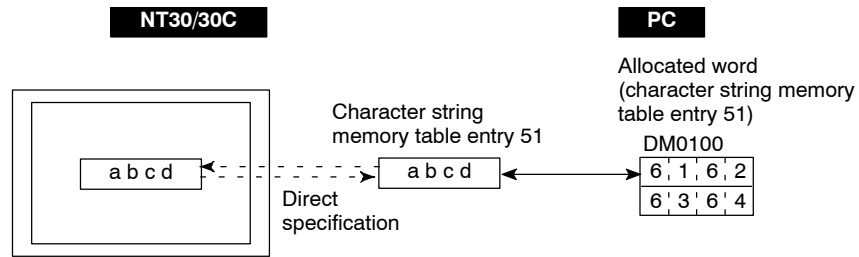 NT30/30C
PC
Allocated word
(character string memory
table entry 51)
Character string
memory table entry 51
DM0100
a b c d
a b c d
6 1 6 2
6 3 6 4
Direct
specification